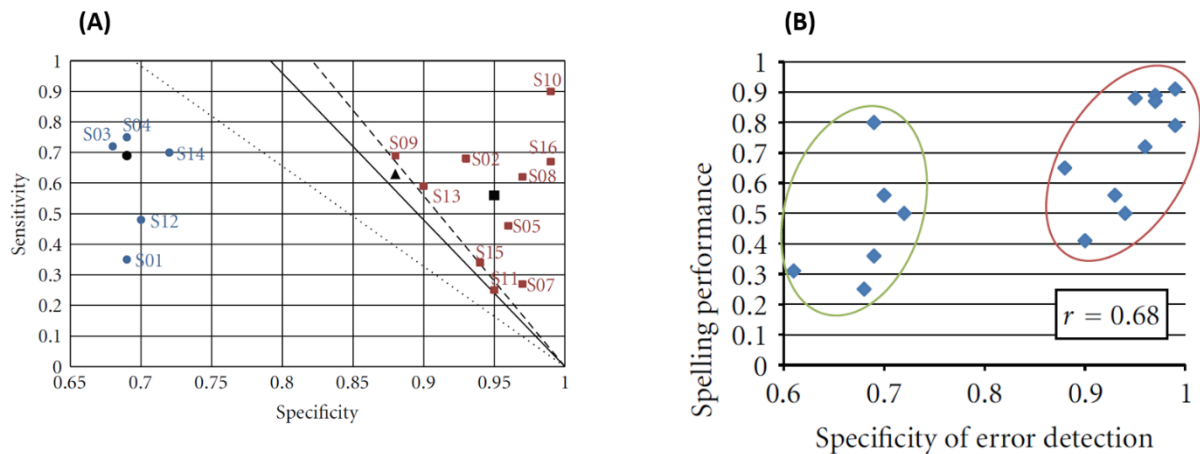 (A)
(B)
Sensitivity
1
0.9
0.8
0.7
0.6
0.5
0.4
0.3
0.2
0.1
0
0.65
0.7
0.75
0.8
0.85
0.9
0.95
1
Specificity
S10
S03
S04
S14
S09
S02
S16
S08
S13
S12
S05
S01
S15
S11
S07
Spelling performance
1
0.9
0.8
0.7
0.6
0.5
0.4
0.3
0.2
0.1
0
r = 0.68
0.6
0.7
0.8
0.9
1
Specificity of error detection